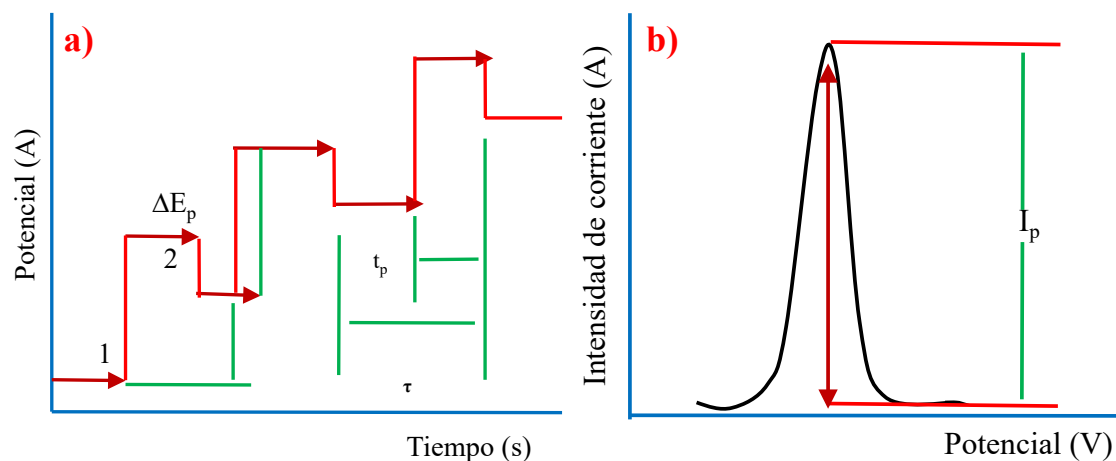 a)
Potencial (A)
ΔEp
2
1
tp
τ
Tiempo (s)
b)
Intensidad de corriente (A)
Ip
Potencial (V)